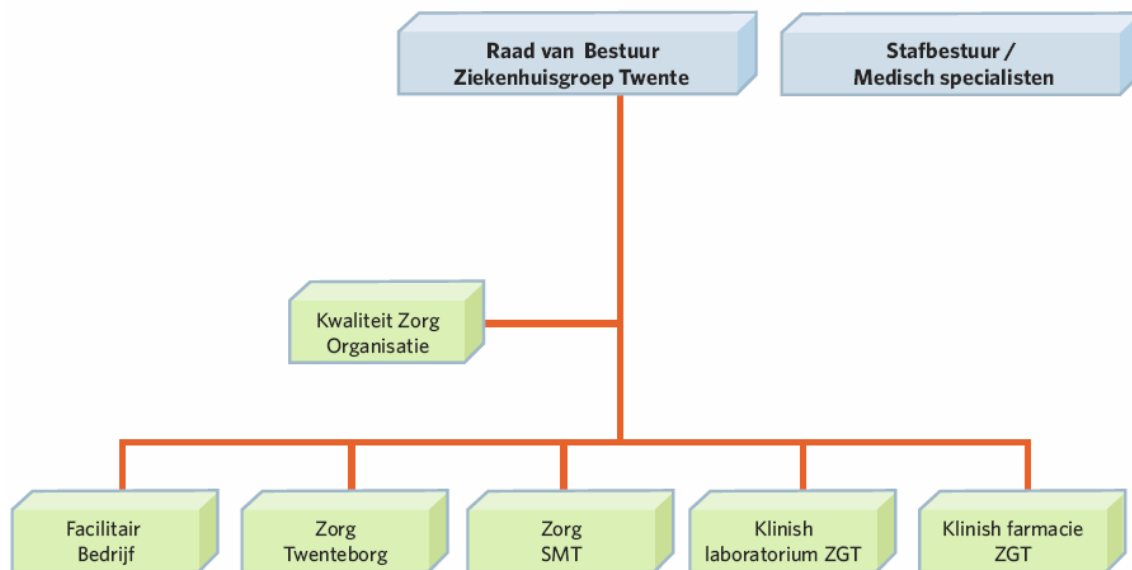 Raad van Bestuur
Ziekenhuisgroep Twente
Stafbestuur /
Medisch specialisten
Kwaliteit Zorg
Organisatie
Facilitair
Bedrijf
Zorg
Twenteborg
Zorg
SMT
Klinish
laboratorium ZGT
Klinish farmacie
ZGT